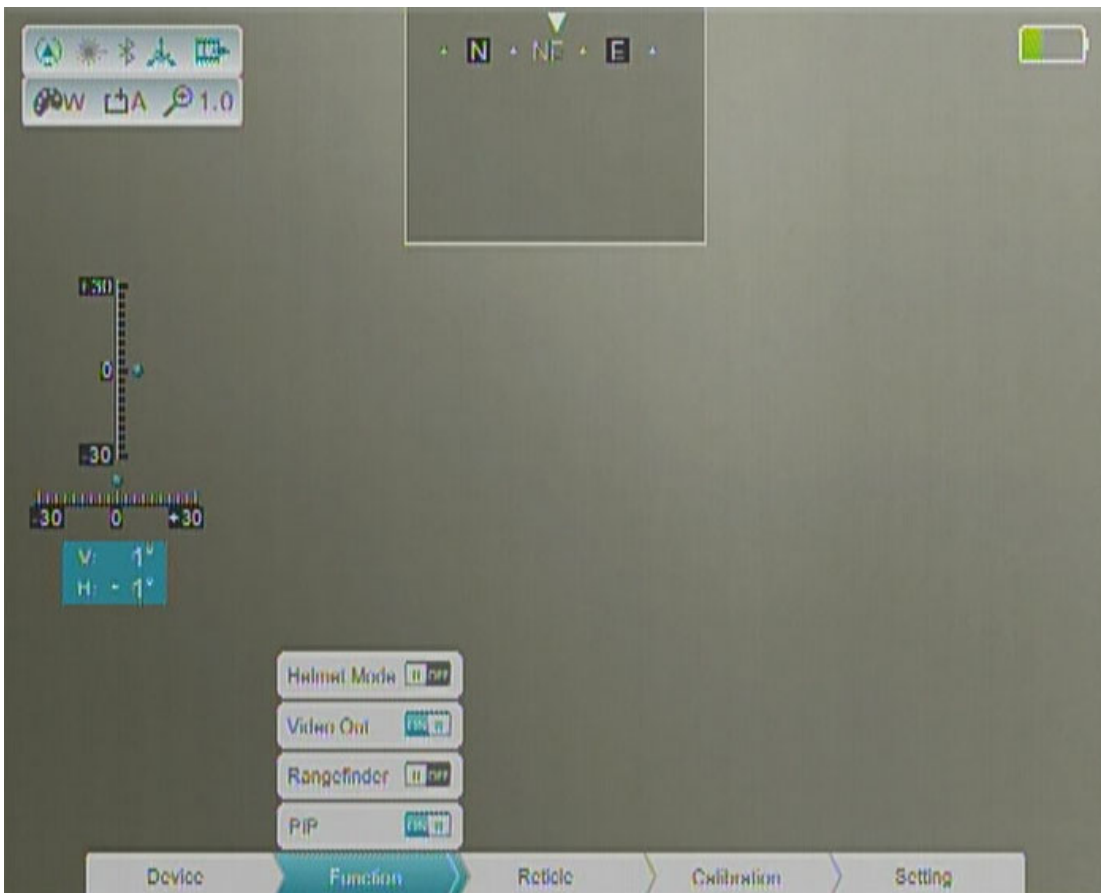 N NE E
W A 1.0
+30
0
-30
-30 0 +30
V: 1°
H: - 1°
Helmet Mode OFF
Video Out ON
Rangefinder OFF
PIP ON
Device Function Reticle Calibration Setting